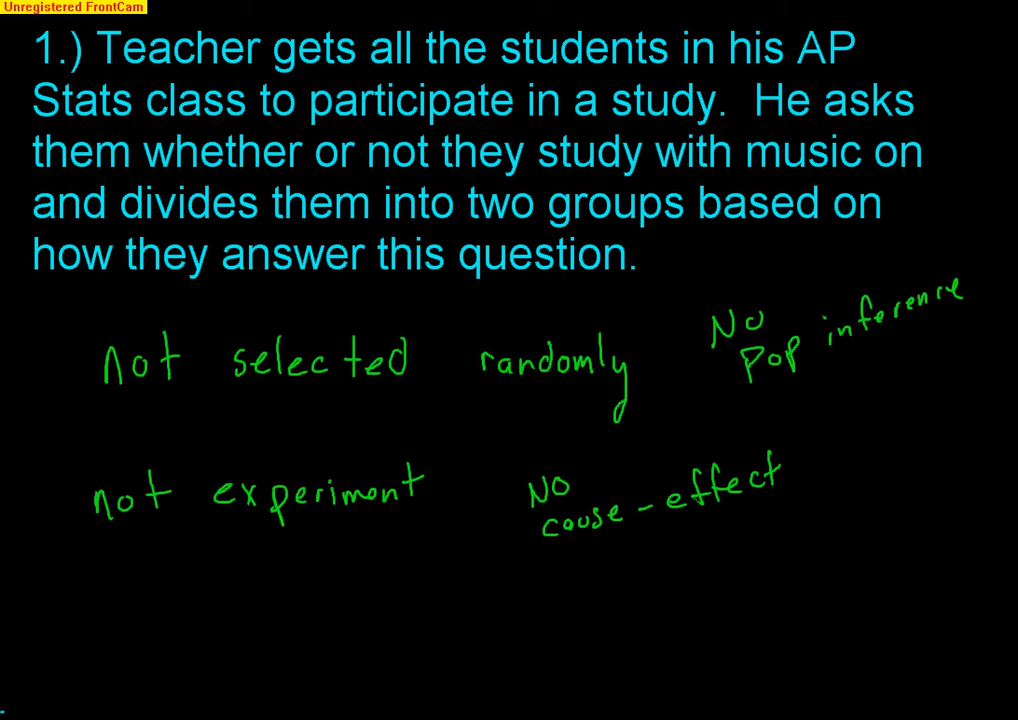 Unregistered FrontCam
1.) Teacher gets all the students in his AP
Stats class to participate in a study. He asks
them whether or not they study with music on
and divides them into two groups based on
how they answer this question.
not selected randomly
No
pop inference
not experiment
No
cause - effect